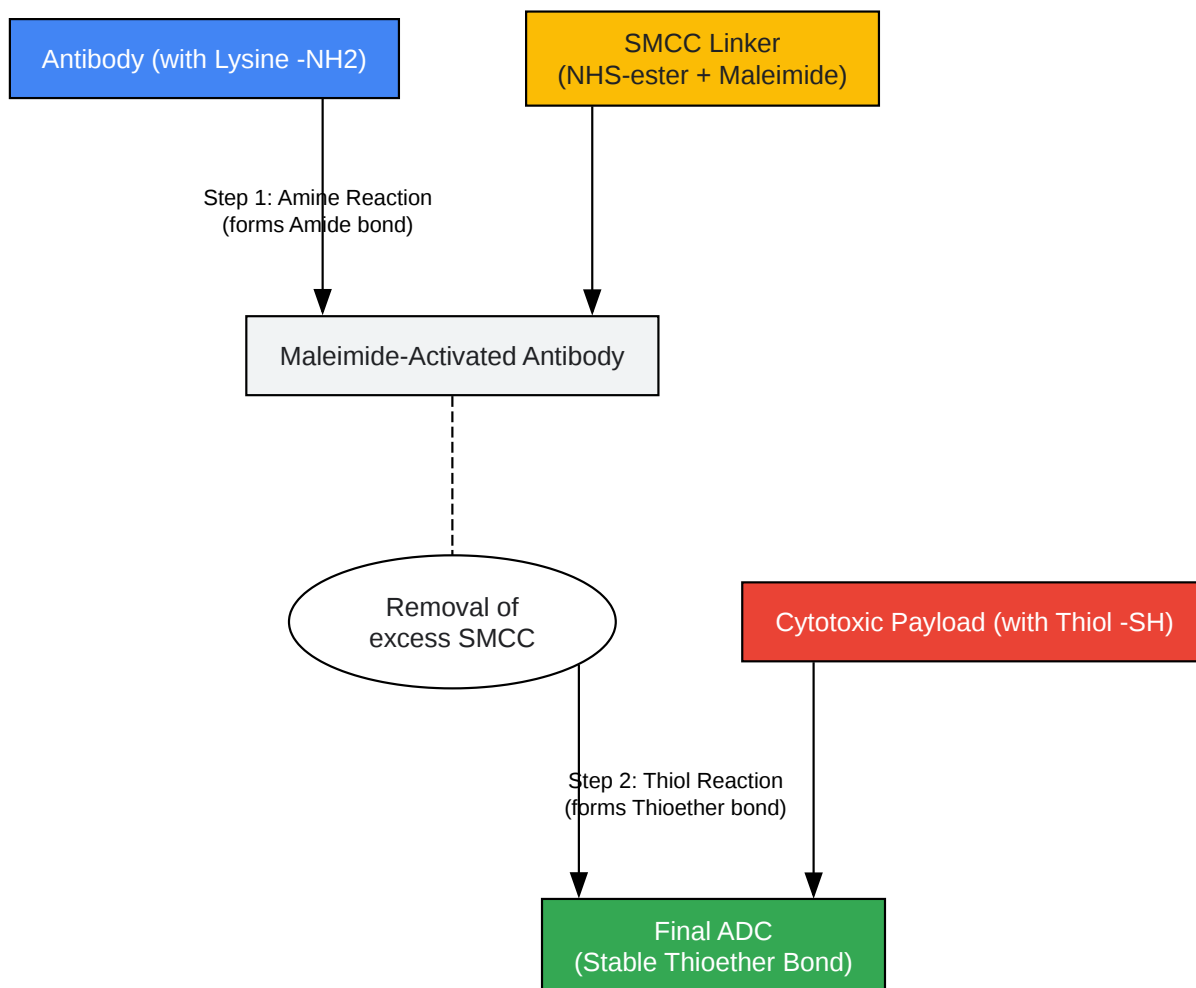 Antibody (with Lysine -NH2)
SMCC Linker
(NHS-ester + Maleimide)
Step 1: Amine Reaction
(forms Amide bond)
Maleimide-Activated Antibody
Removal of
excess SMCC
Cytotoxic Payload (with Thiol -SH)
Step 2: Thiol Reaction
(forms Thioether bond)
Final ADC
(Stable Thioether Bond)